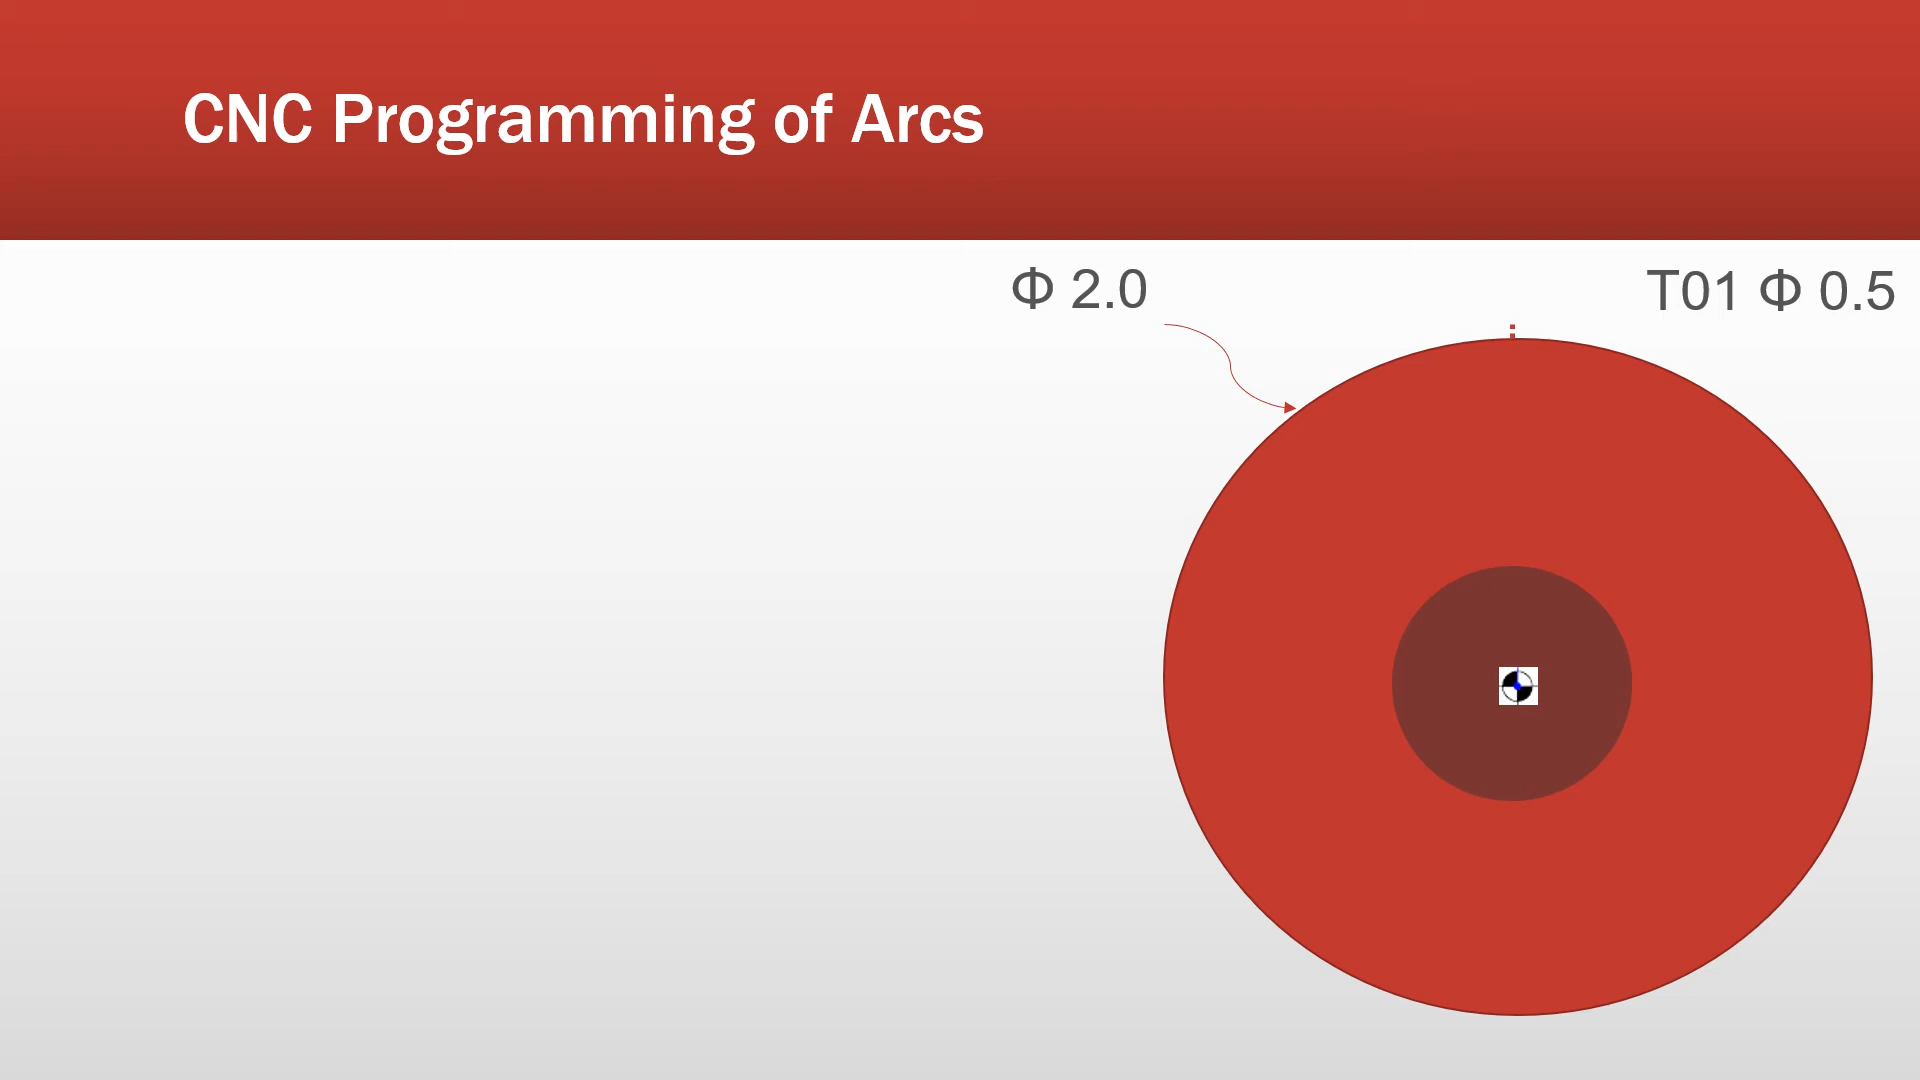 CNC Programming of Arcs
Φ 2.0
T01 Φ 0.5